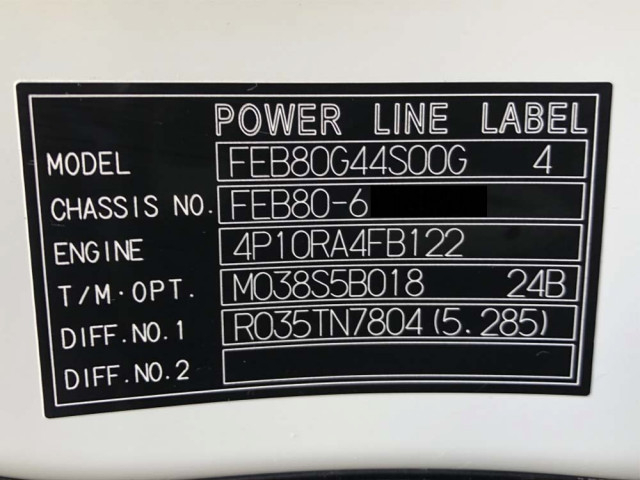 POWER LINE LABEL
MODEL FEB80G44S00G 4
CHASSIS NO. FEB80-6
ENGINE 4P10RA4FB122
T/M·OPT. M038S5B018 24B
DIFF.NO.1 R035TN7804(5.285)
DIFF.NO.2